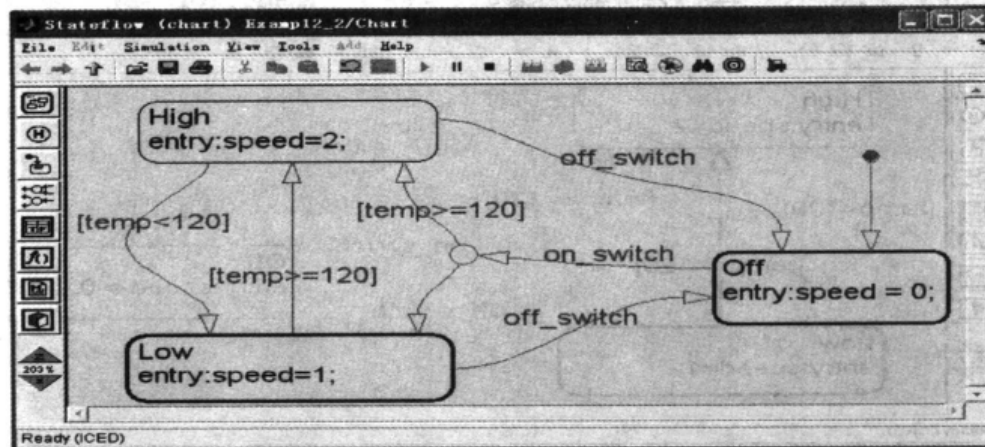 Stateflow (chart) Examp12_2/Chart
File Edit Simulation View Tools Add Help
High
entry:speed=2;
off_switch
[temp<120]
[temp>=120]
[temp>=120]
on_switch
Off
entry:speed = 0;
off_switch
Low
entry:speed=1;
203%
Ready (ICED)